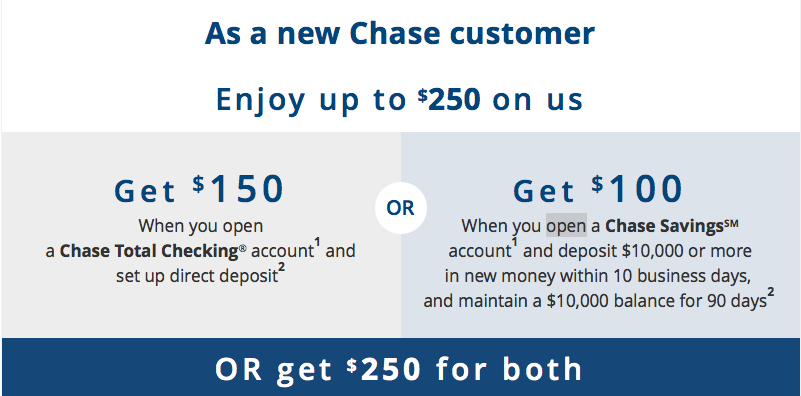 As a new Chase customer
Enjoy up to $250 on us
Get $150
When you open
a Chase Total Checking® account1 and
set up direct deposit2
OR
Get $100
When you open a Chase SavingsSM
account1 and deposit $10,000 or more
in new money within 10 business days,
and maintain a $10,000 balance for 90 days2
OR get $250 for both